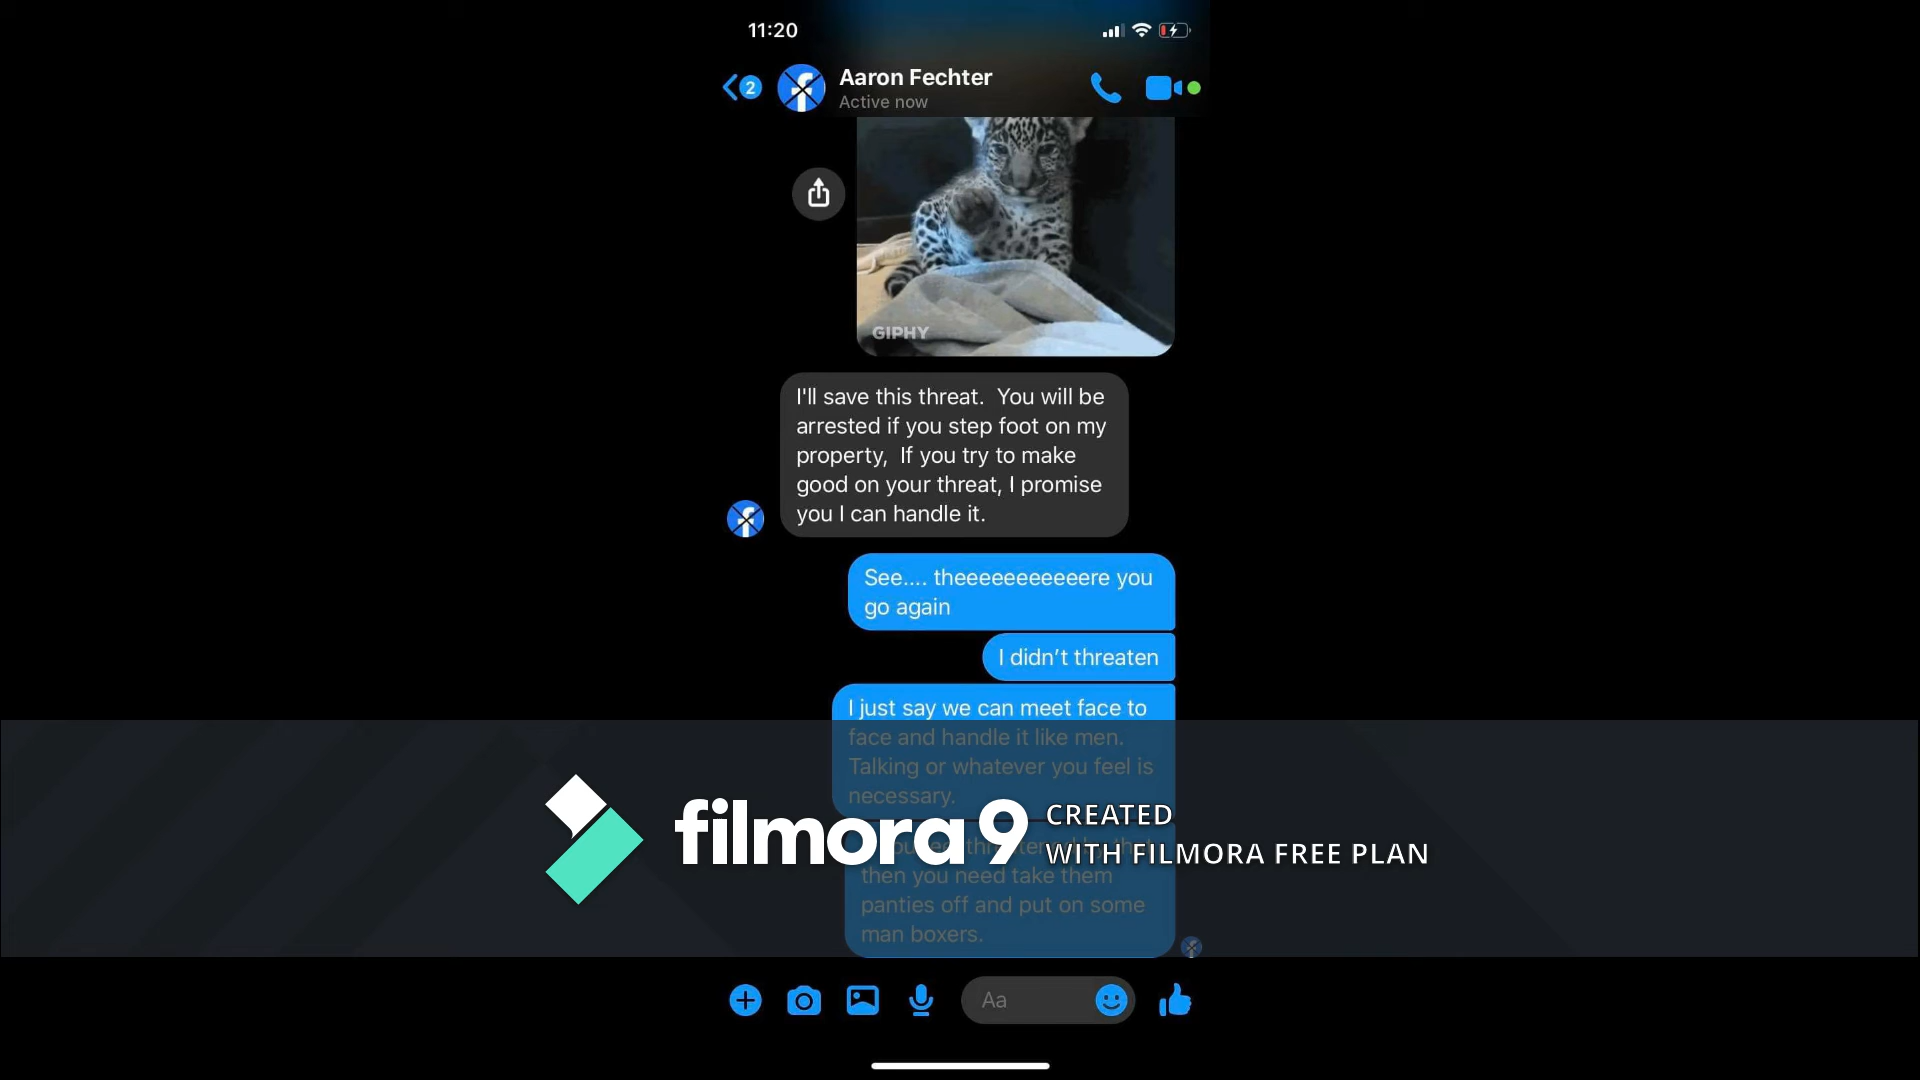 11:20
2
Aaron Fechter
Active now
GIPHY
I'll save this threat.  You will be
arrested if you step foot on my
property,  If you try to make
good on your threat, I promise
you I can handle it.
See.... theeeeeeeeeeere you
go again
I didn't threaten
I just say we can meet face to
face and handle it like men.
Talking or whatever you feel is
necessary.
then you need take them
panties off and put on some
man boxers.
filmora9
CREATED
WITH FILMORA FREE PLAN
Aa